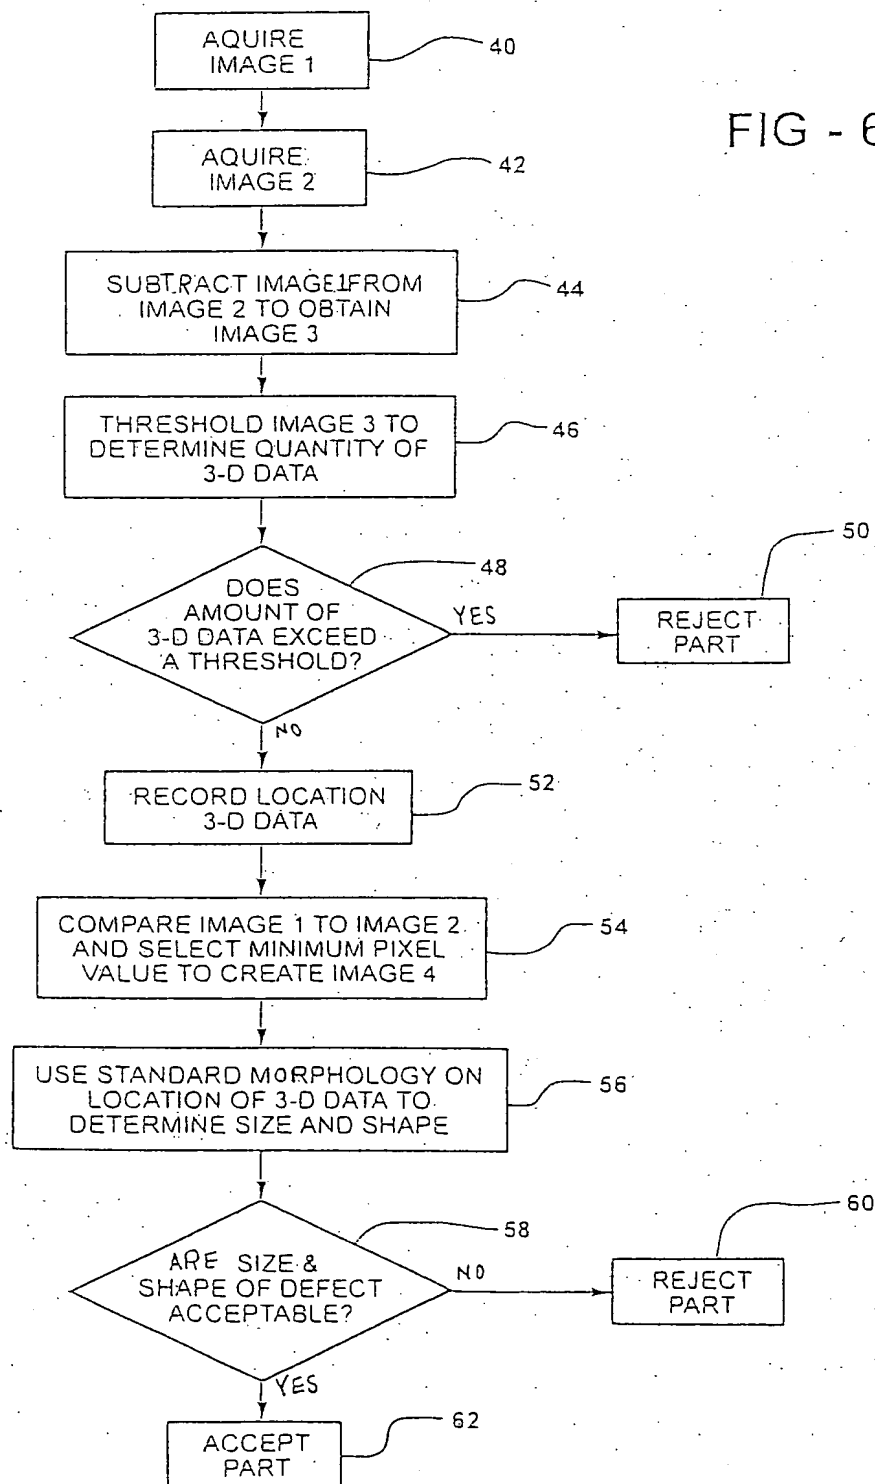 AQUIRE
IMAGE 1
40
FIG - 6
AQUIRE
IMAGE 2
42
SUBTRACT IMAGE1FROM
IMAGE 2 TO OBTAIN
IMAGE 3
44
THRESHOLD IMAGE 3 TO
DETERMINE QUANTITY OF
3-D DATA
46
DOES
AMOUNT OF
3-D DATA EXCEED
A THRESHOLD?
48
YES
50
REJECT
PART
NO
RECORD LOCATION
3-D DATA
52
COMPARE IMAGE 1 TO IMAGE 2
AND SELECT MINIMUM PIXEL
VALUE TO CREATE IMAGE 4
54
USE STANDARD MORPHOLOGY ON
LOCATION OF 3-D DATA TO
DETERMINE SIZE AND SHAPE
56
ARE SIZE &
SHAPE OF DEFECT
ACCEPTABLE?
58
NO
60
REJECT
PART
YES
ACCEPT
PART
62